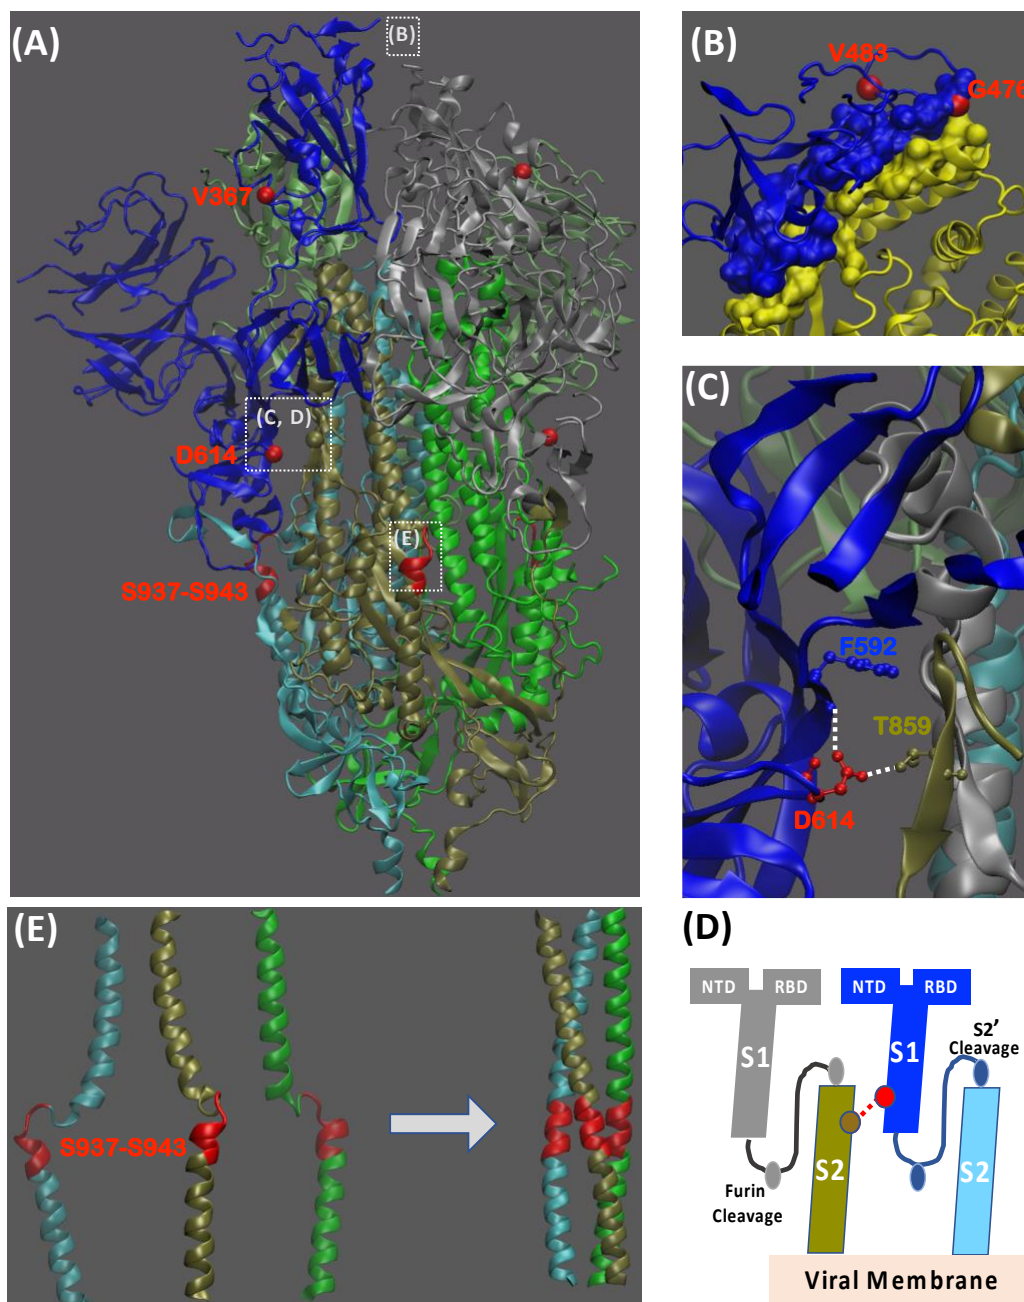 (A)
(B)
V367
(C, D)
D614
(E)
S937-S943
(B)
V483
G476
(C)
F592
T859
D614
(E)
S937-S943
(D)
NTD RBD NTD RBD
S1 S1
S2’
Cleavage
S2 S2
Furin
Cleavage
Viral Membrane